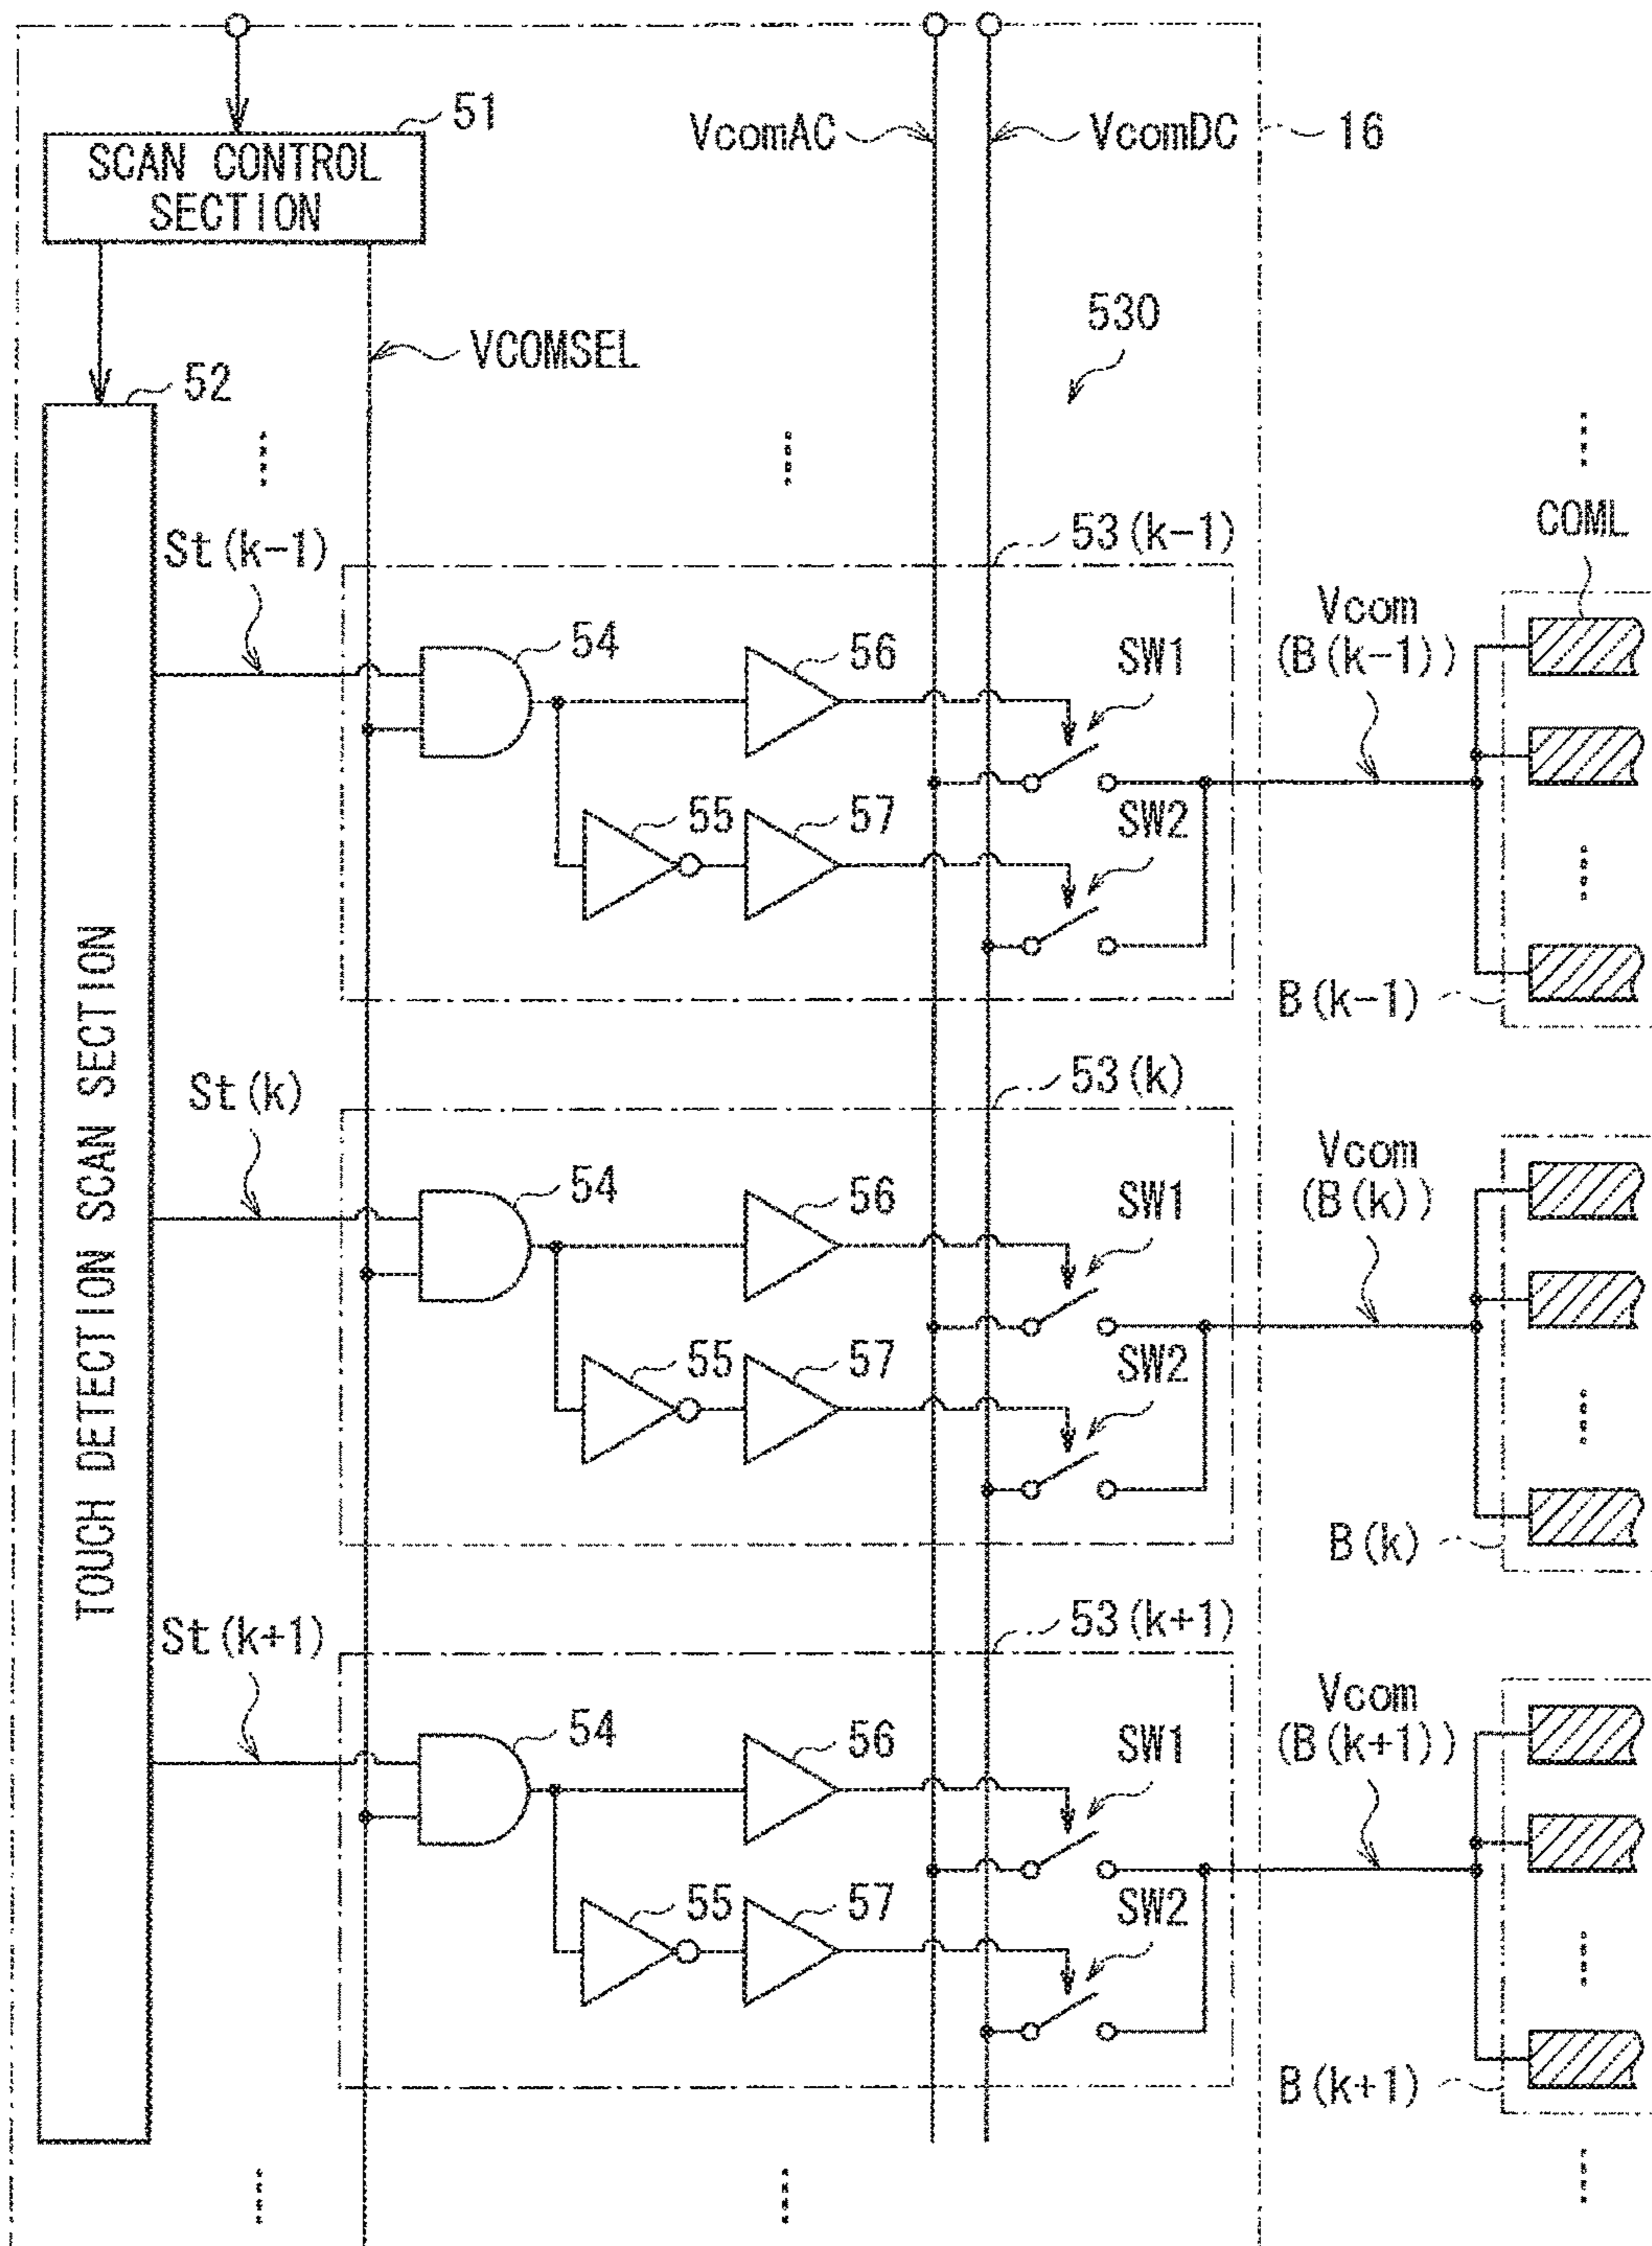 51
SCAN CONTROL
SECTION
VcomAC
VcomDC
16
530
VCOMSEL
52
TOUCH DETECTION SCAN SECTION
COML
St(k-1)
53(k-1)
54
56
SW1
Vcom
(B(k-1))
55
57
SW2
B(k-1)
St(k)
53(k)
54
56
SW1
Vcom
(B(k))
55
57
SW2
B(k)
St(k+1)
53(k+1)
54
56
SW1
Vcom
(B(k+1))
55
57
SW2
B(k+1)